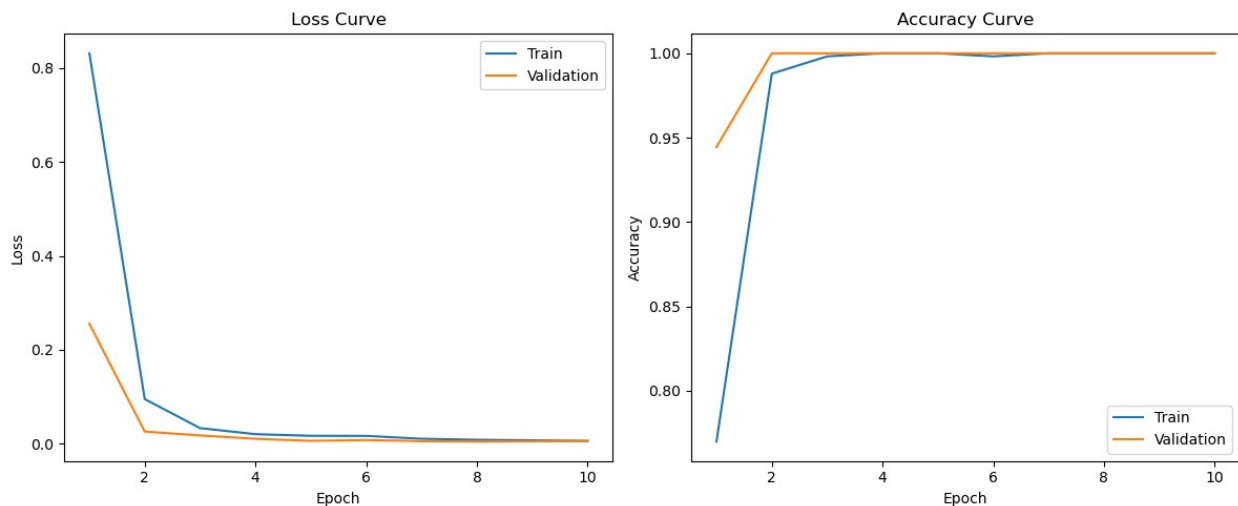 Loss Curve
Loss
0.8
0.6
0.4
0.2
0.0
Train
Validation
2
4
6
8
10
Epoch
Accuracy Curve
Accuracy
1.00
0.95
0.90
0.85
0.80
Train
Validation
2
4
6
8
10
Epoch